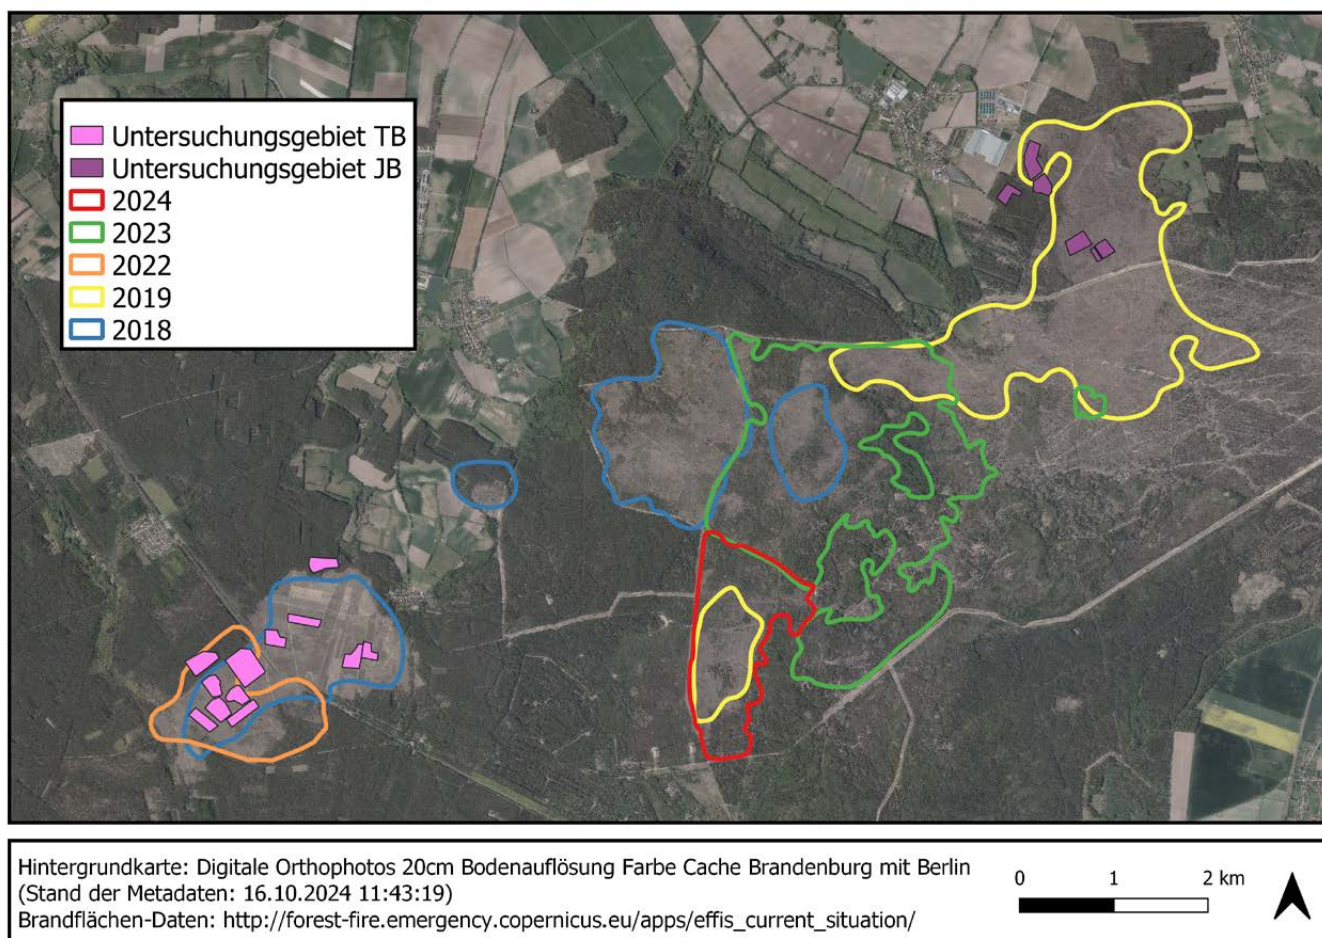 Untersuchungsgebiet TB
Untersuchungsgebiet JB
2024
2023
2022
2019
2018
Hintergrundkarte: Digitale Orthophotos 20cm Bodenauflösung Farbe Cache Brandenburg mit Berlin
(Stand der Metadaten: 16.10.2024 11:43:19)
Brandflächen-Daten: http://forest-fire.emergency.copernicus.eu/apps/effis_current_situation/
0 1 2 km